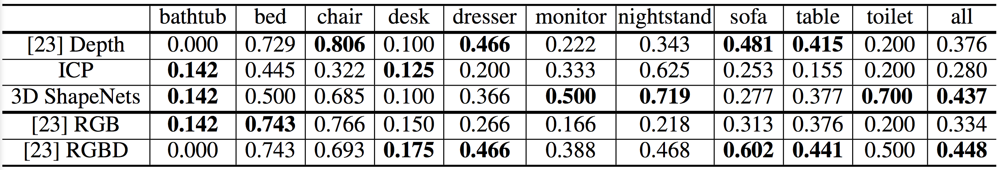 bathtub bed chair desk dresser monitor nightstand sofa table toilet all
[23] Depth 0.000 0.729 0.806 0.100 0.466 0.222 0.343 0.481 0.415 0.200 0.376
ICP 0.142 0.445 0.322 0.125 0.200 0.333 0.625 0.253 0.155 0.200 0.280
3D ShapeNets 0.142 0.500 0.685 0.100 0.366 0.500 0.719 0.277 0.377 0.700 0.437
[23] RGB 0.142 0.743 0.766 0.150 0.266 0.166 0.218 0.313 0.376 0.200 0.334
[23] RGBD 0.000 0.743 0.693 0.175 0.466 0.388 0.468 0.602 0.441 0.500 0.448